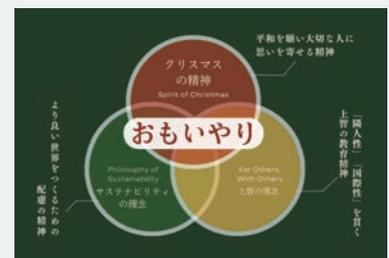 クリスマス
の精神
Spirit of Christmas
平和を願い大切な人に
思いを寄せる精神
おもいやり
Philosophy of
Sustainability
サステナビリティ
の理念
より良い世界をつくるための
配慮の精神
For Others,
With Others
上智の理念
「隣人性」「国際性」を貫く
上智の教育精神